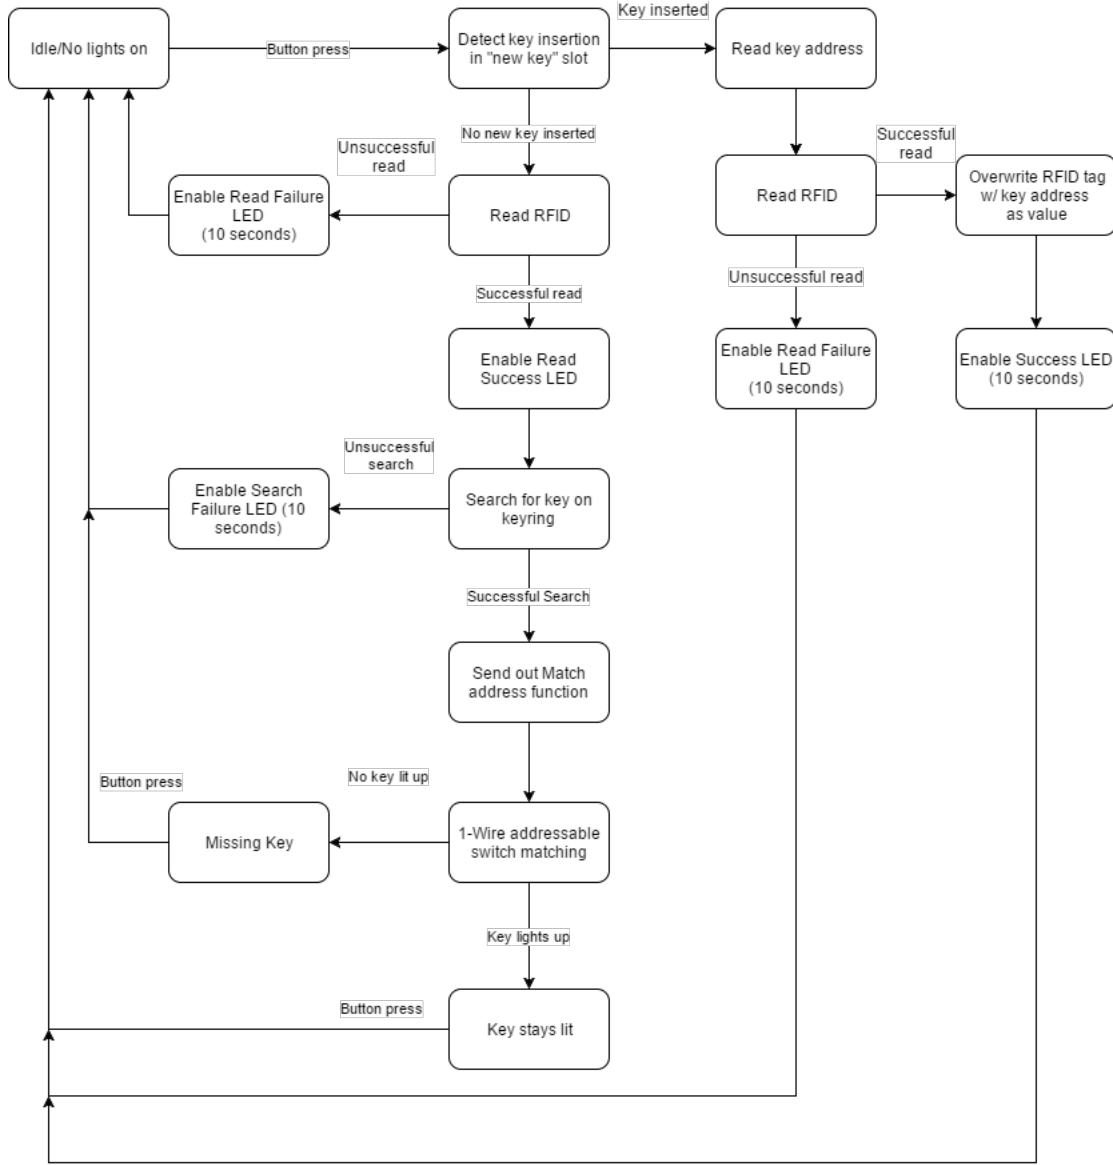 Key inserted
Idle/No lights on
Button press
Detect key insertion
in "new key" slot
Read key address
No new key inserted
Unsuccessful
read
Successful
read
Enable Read Failure
LED
(10 seconds)
Read RFID
Read RFID
Overwrite RFID tag
w/ key address
as value
Successful read
Unsuccessful read
Enable Read
Success LED
Enable Read Failure
LED
(10 seconds)
Enable Success LED
(10 seconds)
Unsuccessful
search
Enable Search
Failure LED (10
seconds)
Search for key on
keyring
Successful Search
Send out Match
address function
Button press
No key lit up
Missing Key
1-Wire addressable
switch matching
Key lights up
Button press
Key stays lit